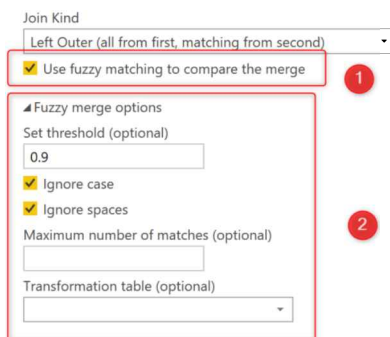 Join Kind
Left Outer (all from first, matching from second)
Use fuzzy matching to compare the merge
1
Fuzzy merge options
Set threshold (optional)
0.9
Ignore case
Ignore spaces
2
Maximum number of matches (optional)
Transformation table (optional)